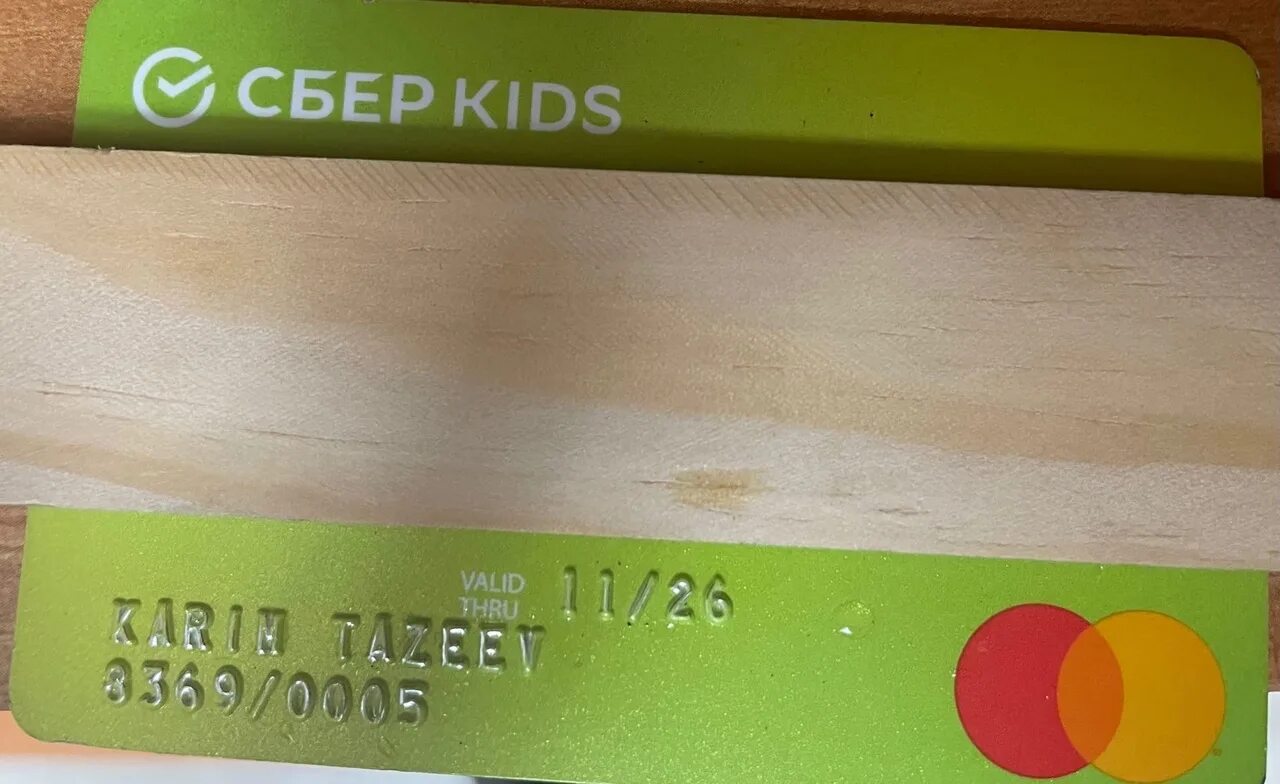 СБЕР KIDS
VALID
THRU
11/26
KARIM TAZEEV
8369/0005